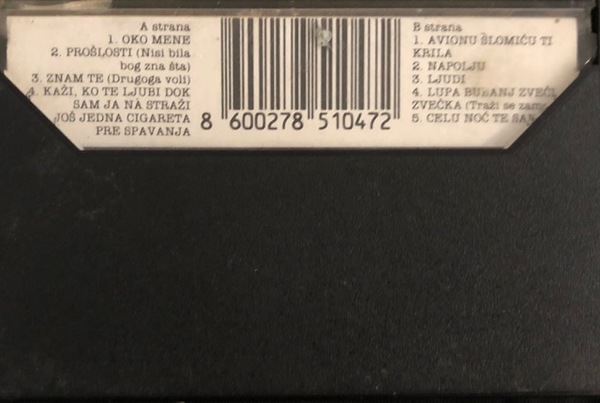 A strana
1. OKO MENE
2. PROŠLOSTI (Nisi bila
bog zna šta)
3. ZNAM TE (Drugoga voli)
4. KAŽI, KO TE LJUBI DOK
SAM JA NA STRAŽI
JOŠ JEDNA CIGARETA
PRE SPAVANJA
8 600278 510472
B strana
1. AVIONU SLOMIĆU TI
KRILA
2. NAPOLJU
3. LJUDI
4. LUPA BUBANJ ZVEČI
ZVEČKA (Traži se
5. CELU NOĆ TE